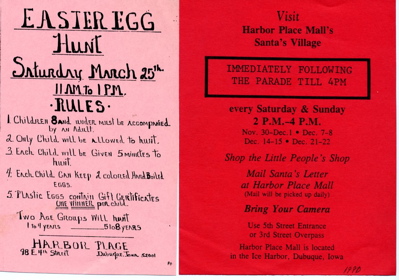 EASTER EGG
HUNT
Saturday March 25th
11 AM to 1 PM.
·RULES·
1 Children 8 and under must be accompanied
by an Adult.
2 Only Child will be allowed to hunt.
3 Each Child will be Given 5 minutes to
hunt.
4 Each Child Can Keep 4 colored Hard Boiled
Eggs.
5 Plastic Eggs contain Gift Certificates
One Winner per child.
Two Age Groups Will hunt
1 to 4 years 5 to 8 years
HARBOR PLACE
98 E. 4th Street Dubuque, Iowa 52001
Visit
Harbor Place Mall's
Santa's Village
IMMEDIATELY FOLLOWING
THE PARADE TILL 4PM
every Saturday & Sunday
2 P.M.-4 P.M.
Nov. 30-Dec. 1 • Dec. 7-8
Dec. 14-15 • Dec. 21-22
Shop the Little People's Shop
Mail Santa's Letter
at Harbor Place Mall
(Mail will be picked up daily)
Bring Your Camera
Use 5th Street Entrance
or 3rd Street Overpass
Harbor Place Mall is located
in the Ice Harbor, Dubuque, Iowa